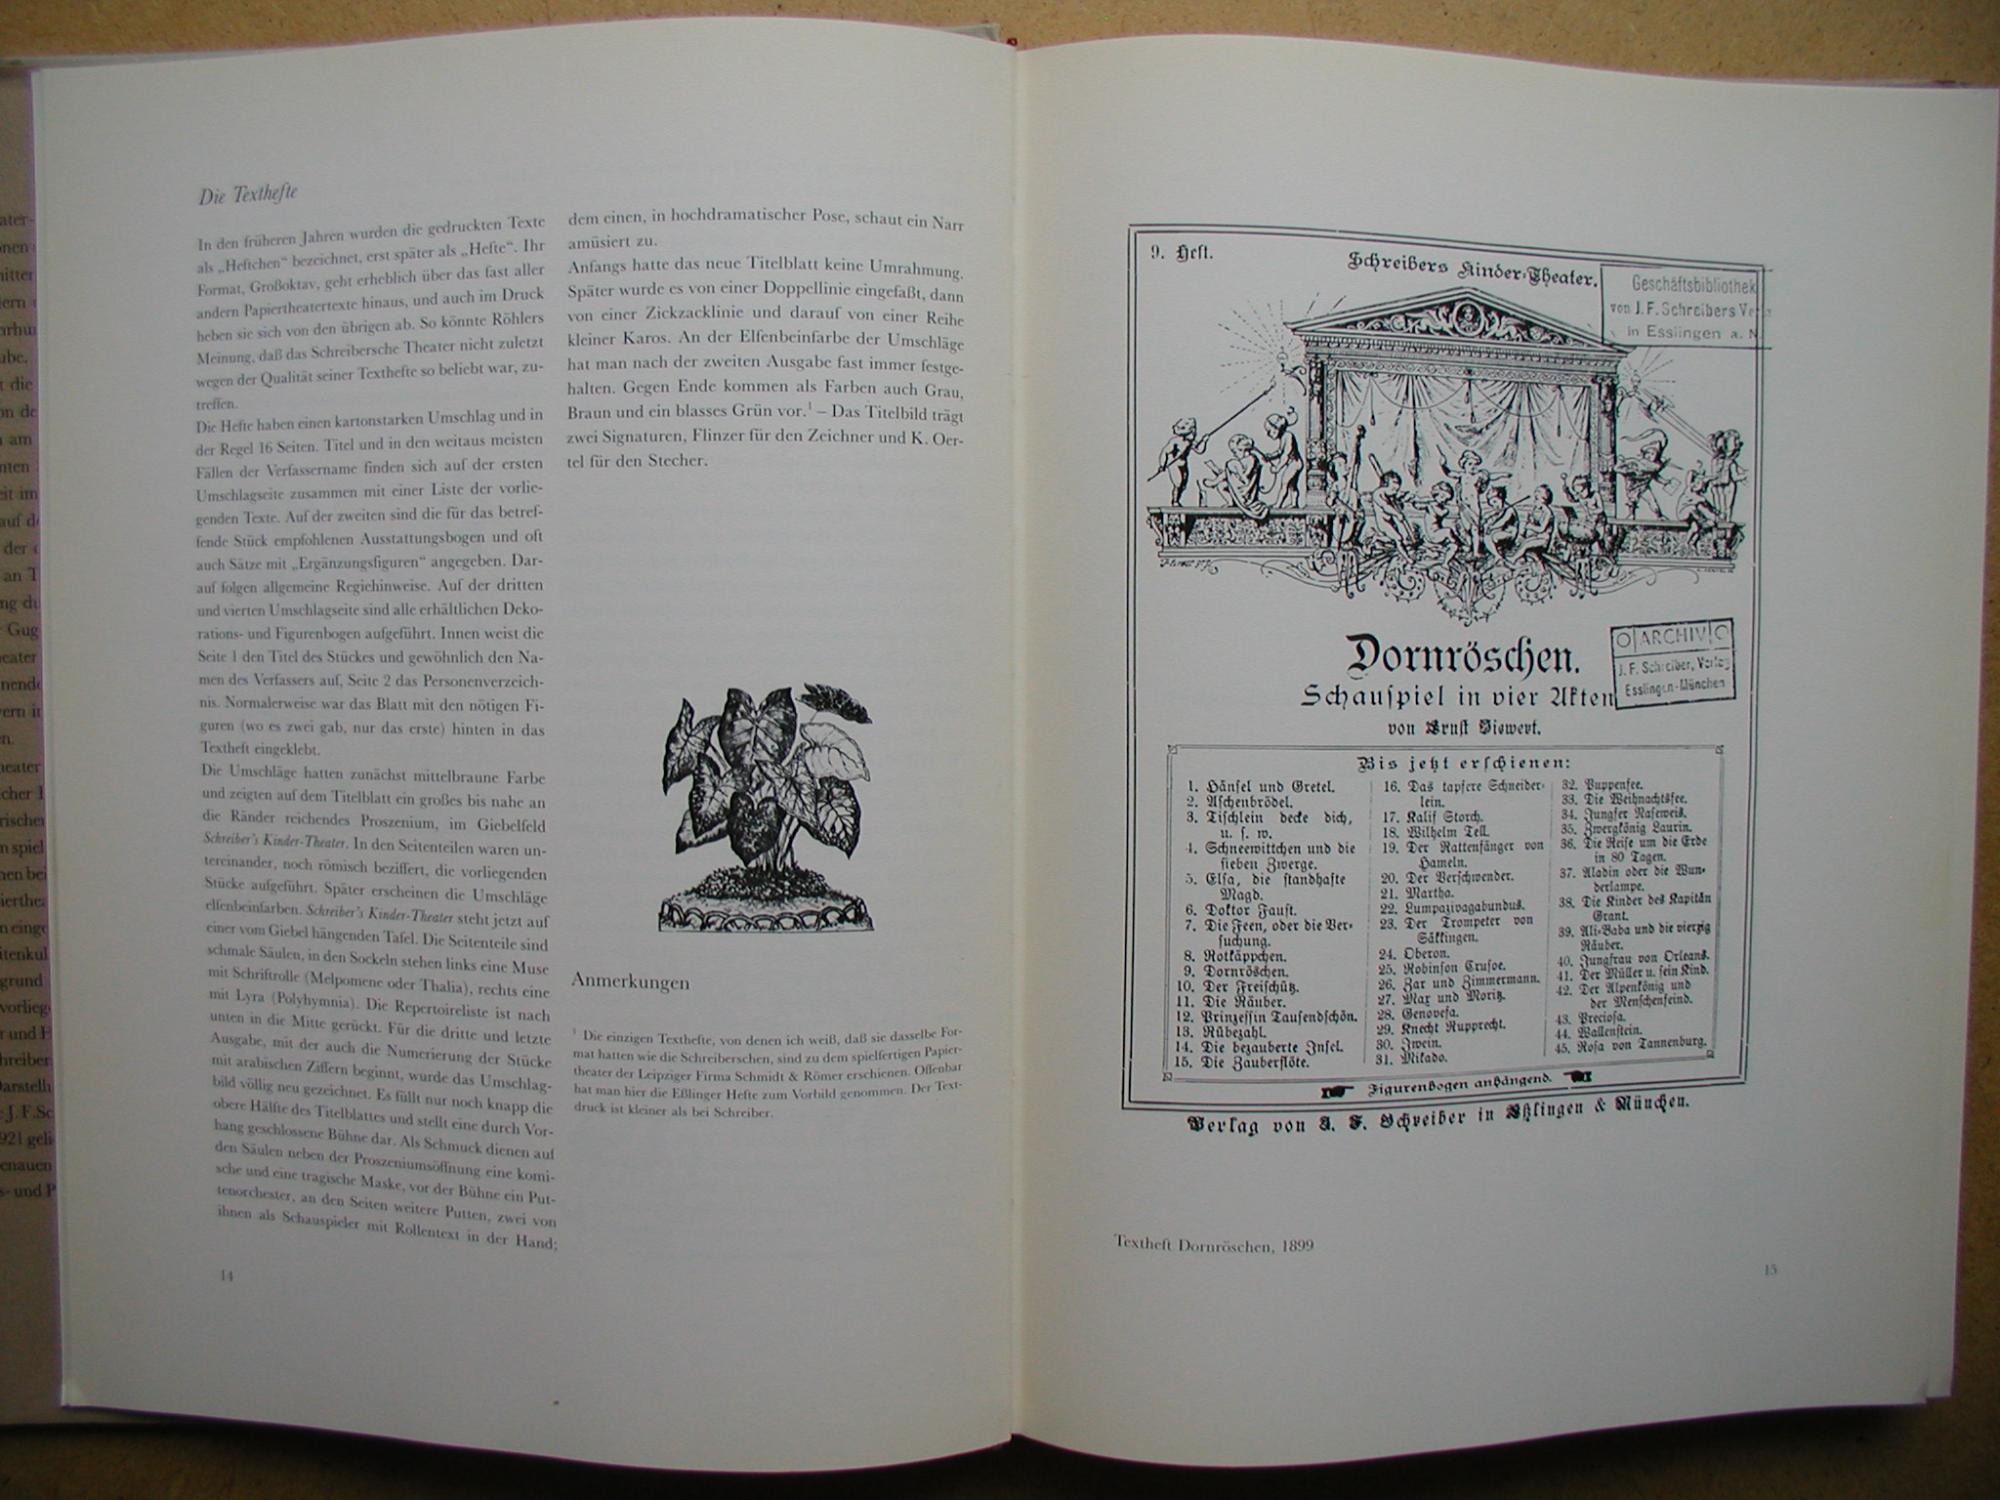 Die Texthefte
In den früheren Jahren wurden die gedruckten Texte
als „Heftchen“ bezeichnet, erst später als „Hefte“. Ihr
Format, Großoktav, geht erheblich über das fast aller
andern Papiertheatertexte hinaus, und auch im Druck
heben sie sich von den übrigen ab. So könnte Röhlers
Meinung, daß das Schreibersche Theater nicht zuletzt
wegen der Qualität seiner Texthefte so beliebt war, zu-
treffen.
Die Hefte haben einen kartonstarken Umschlag und in
der Regel 16 Seiten. Titel und in den weitaus meisten
Fällen der Verfassername finden sich auf der ersten
Umschlagseite zusammen mit einer Liste der vorlie-
genden Texte. Auf der zweiten sind die für das betref-
fende Stück empfohlenen Ausstattungsbogen und oft
auch Sätze mit „Ergänzungsfiguren“ angegeben. Dar-
auf folgen allgemeine Regiehinweise. Auf der dritten
und vierten Umschlagseite sind alle erhältlichen Deko-
rations- und Figurenbogen aufgeführt. Innen weist die
Seite 1 den Titel des Stückes und gewöhnlich den Na-
men des Verfassers auf, Seite 2 das Personenverzeich-
nis. Normalerweise war das Blatt mit den nötigen Fi-
guren (wo es zwei gab, nur das erste) hinten in das
Textheft eingeklebt.
Die Umschläge hatten zunächst mittelbraune Farbe
und zeigten auf dem Titelblatt ein großes bis nahe an
die Ränder reichendes Proszenium, im Giebelfeld
Schreiber's Kinder-Theater. In den Seitenteilen waren un-
tereinander, noch römisch beziffert, die vorliegenden
Stücke aufgeführt. Später erscheinen die Umschläge
elfenbeinfarben. Schreiber's Kinder-Theater steht jetzt auf
einer vom Giebel hängenden Tafel. Die Seitenteile sind
schmale Säulen, in den Sockeln stehen links eine Muse
mit Schriftrolle (Melpomene oder Thalia), rechts eine
mit Lyra (Polyhymnia). Die Repertoireliste ist nach
unten in die Mitte gerückt. Für die dritte und letzte
Ausgabe, mit der auch die Numerierung der Stücke
mit arabischen Ziffern beginnt, wurde das Umschlag-
bild völlig neu gezeichnet. Es füllt nur noch knapp die
obere Hälfte des Titelblattes und stellt eine durch Vor-
hang geschlossene Bühne dar. Als Schmuck dienen auf
den Säulen neben der Proszeniumsöffnung eine komi-
sche und eine tragische Maske, vor der Bühne ein Put-
tenorchester, an den Seiten weitere Putten, zwei von
ihnen als Schauspieler mit Rollentext in der Hand;
14
dem einen, in hochdramatischer Pose, schaut ein Narr
amüsiert zu.
Anfangs hatte das neue Titelblatt keine Umrahmung.
Später wurde es von einer Doppellinie eingefaßt, dann
von einer Zickzacklinie und darauf von einer Reihe
kleiner Karos. An der Elfenbeinfarbe der Umschläge
hat man nach der zweiten Ausgabe fast immer festge-
halten. Gegen Ende kommen als Farben auch Grau,
Braun und ein blasses Grün vor.¹ – Das Titelbild trägt
zwei Signaturen, Flinzer für den Zeichner und K. Oer-
tel für den Stecher.
Anmerkungen
¹ Die einzigen Texthefte, von denen ich weiß, daß sie dasselbe For-
mat hatten wie die Schreiberschen, sind zu dem spielfertigen Papier-
theater der Leipziger Firma Schmidt & Römer erschienen. Offenbar
hat man hier die Eßlinger Hefte zum Vorbild genommen. Der Text-
druck ist kleiner als bei Schreiber.
9. Heft.
Schreibers Kinder-Theater.
Geschäftsbibliothek
von J. F. Schreibers
in Esslingen a. N.
Dornröschen.
Schauspiel in vier Akten
von Ernst Siewert.
ARCHIV
J. F. Schreiber, Verlag
Esslingen-München
Bis jetzt erschienen:
1. Hänsel und Gretel.
2. Aschenbrödel.
3. Tischlein decke dich,
u. s. w.
4. Schneewittchen und die
sieben Zwerge.
5. Elsa, die standhafte
Magd.
6. Doktor Faust.
7. Die Feen, oder die Ver-
suchung.
8. Rotkäppchen.
9. Dornröschen.
10. Der Freischütz.
11. Die Räuber.
12. Prinzessin Tausendschön.
13. Rübezahl.
14. Die bezauberte Insel.
15. Die Zauberflöte.
16. Das tapfere Schneider-
lein.
17. Kalif Storch.
18. Wilhelm Tell.
19. Der Rattenfänger von
Hameln.
20. Der Verschwender.
21. Martha.
22. Lumpazivagabundus.
23. Der Trompeter von
Säkkingen.
24. Oberon.
25. Robinson Crusoe.
26. Zar und Zimmermann.
27. Max und Moritz.
28. Genovefa.
29. Knecht Rupprecht.
30. Iwein.
31. Mikado.
32. Puppenfee.
33. Die Weihnachtsfee.
34. Jungfer Naseweis.
35. Zwergkönig Laurin.
36. Die Reise um die Erde
in 80 Tagen.
37. Aladin oder die Wun-
derlampe.
38. Die Kinder des Kapitän
Grant.
39. Ali-Baba und die vierzig
Räuber.
40. Jungfrau von Orleans.
41. Der Müller u. sein Kind.
42. Der Alpenkönig und
der Menschenfeind.
43. Preciosa.
44. Wallenstein.
45. Rosa von Tannenburg.
Figurenbogen anhängend.
Verlag von J. F. Schreiber in Eßlingen & München.
Textheft Dornröschen, 1899
15